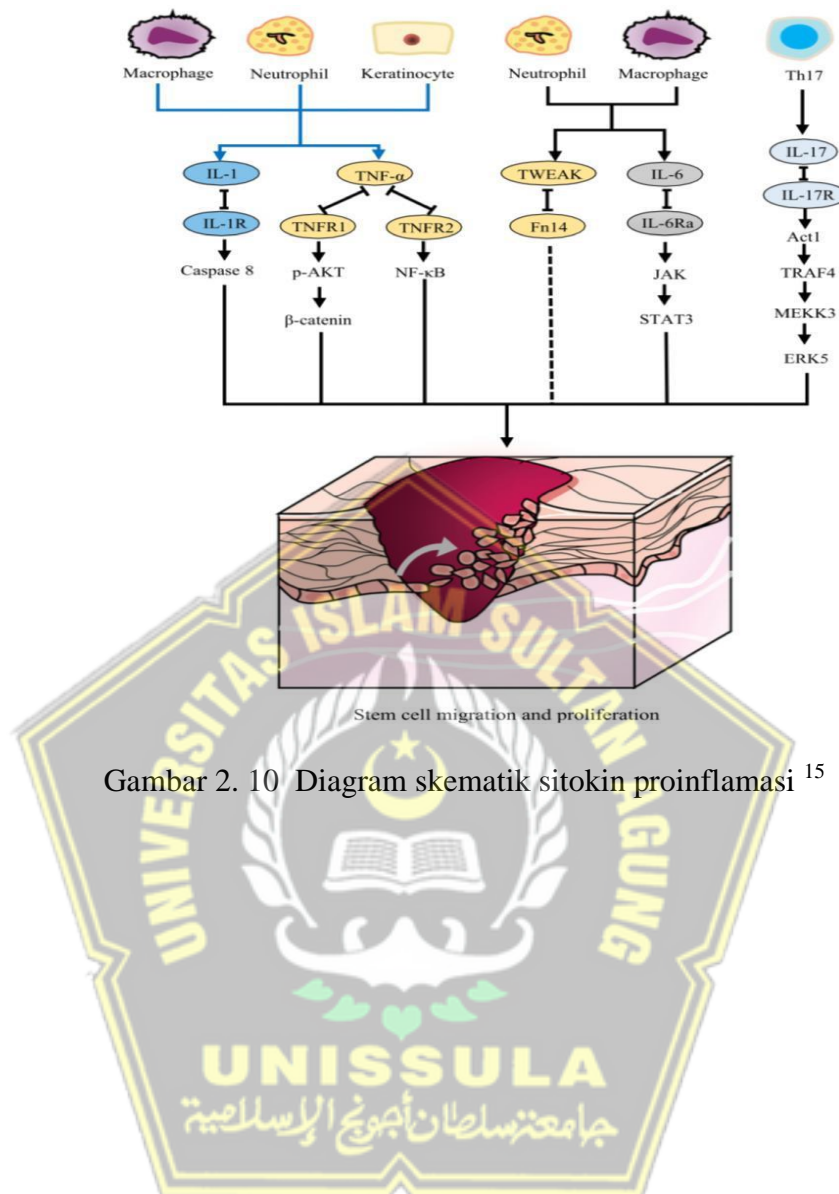 Macrophage Neutrophil Keratinocyte Neutrophil Macrophage Th17
IL-1 TNF-α TWEAK IL-6 IL-17
IL-1R TNFR1 TNFR2 Fn14 IL-6Ra IL-17R
Caspase 8 p-AKT NF-κB JAK Act1
β-catenin STAT3 TRAF4
MEKK3
ERK5
Stem cell migration and proliferation
Gambar 2. 10 Diagram skematik sitokin proinflamasi 15
UNIVERSITAS ISLAM SULTAN AGUNG
UNISSULA
جامعتنسلطان أجونج الإسلامية